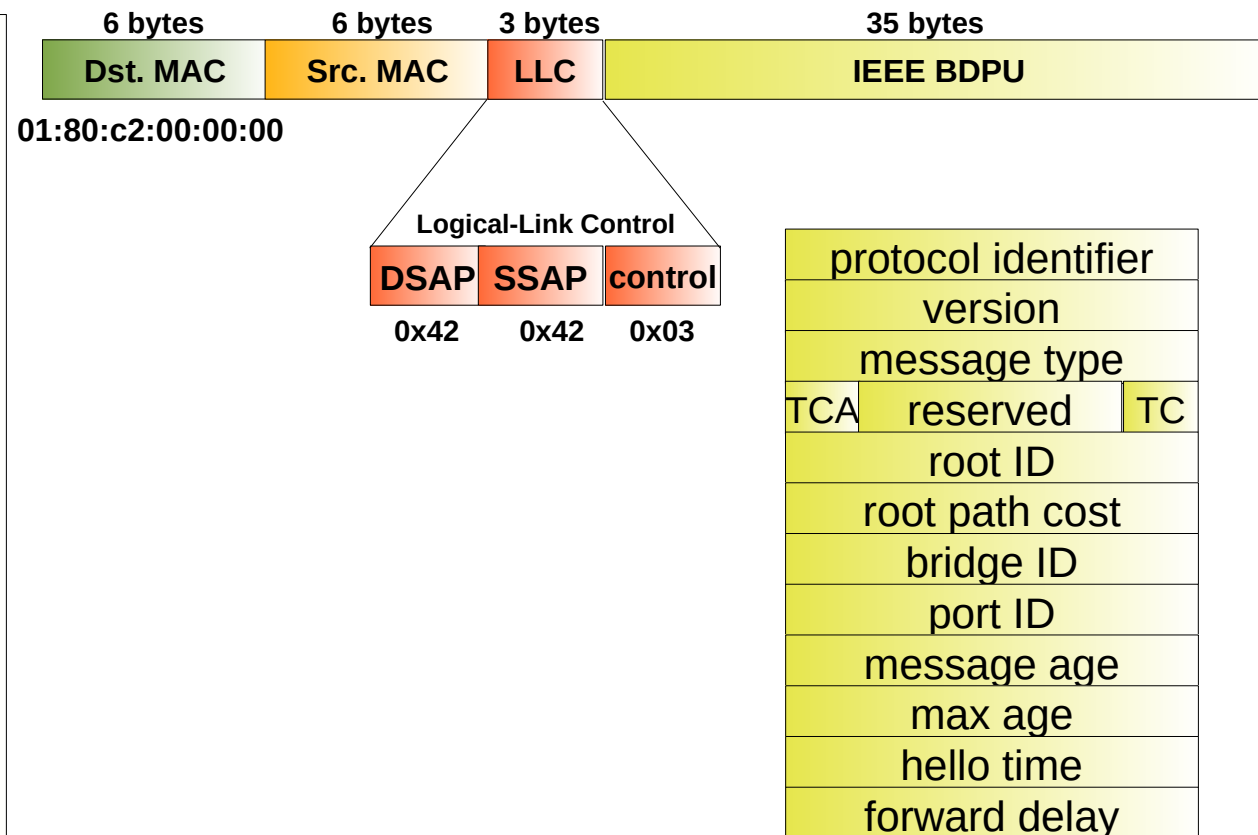 6 bytes 6 bytes 3 bytes 35 bytes
Dst. MAC Src. MAC LLC IEEE BDPU
01:80:c2:00:00:00
Logical-Link Control
DSAP SSAP control
0x42 0x42 0x03
protocol identifier
version
message type
TCA reserved TC
root ID
root path cost
bridge ID
port ID
message age
max age
hello time
forward delay